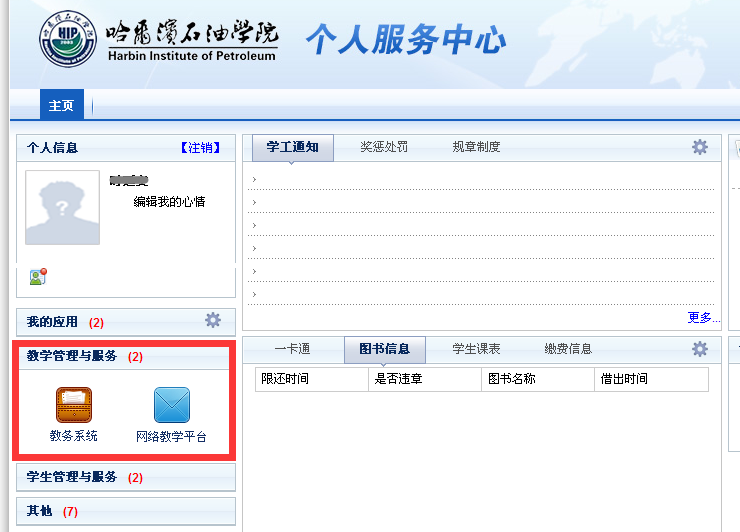 哈爾濱石油學院
Harbin Institute of Petroleum
HIP
个人服务中心
主页
个人信息 【注销】
编辑我的心情
我的应用 (2)
教学管理与服务 (2)
教务系统 网络教学平台
学生管理与服务 (2)
其他 (7)
学工通知 奖惩处罚 规章制度
更多...
一卡通 图书信息 学生课表 缴费信息
限还时间 是否违章 图书名称 借出时间